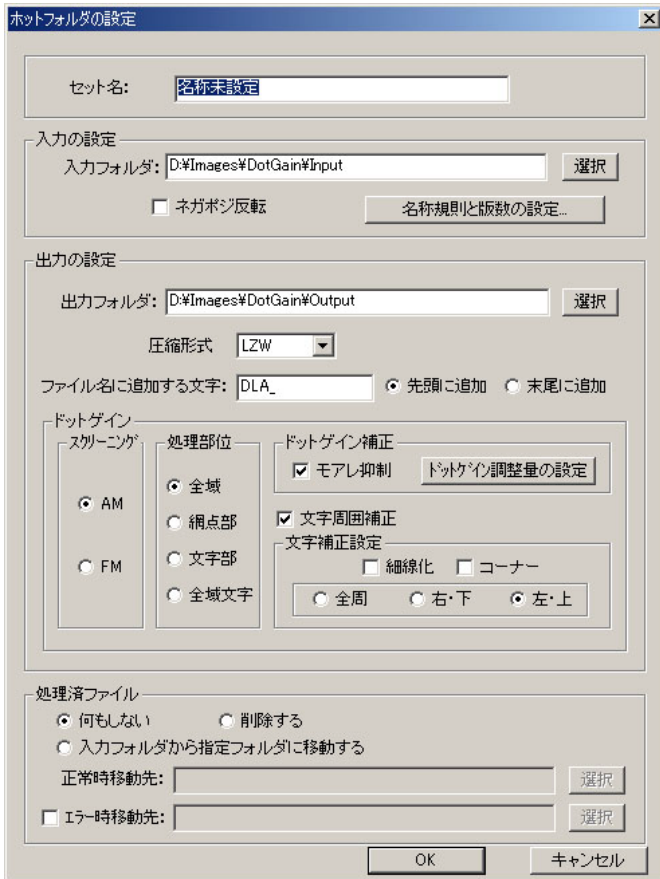 ホットフォルダの設定
セット名: 名称未設定
入力の設定
入力フォルダ: D:¥Images¥DotGain¥Input 選択
ネガポジ反転 名称規則と版数の設定...
出力の設定
出力フォルダ: D:¥Images¥DotGain¥Output 選択
圧縮形式 LZW
ファイル名に追加する文字: DLA_ 先頭に追加 末尾に追加
ドットゲイン
スクリーニング
AM
FM
処理部位
全域
網点部
文字部
全域文字
ドットゲイン補正
モアレ抑制 ドットゲイン調整量の設定
文字周囲補正
文字補正設定
細線化 コーナー
全周 右・下 左・上
処理済ファイル
何もしない 削除する
入力フォルダから指定フォルダに移動する
正常時移動先: 選択
エラー時移動先: 選択
OK キャンセル